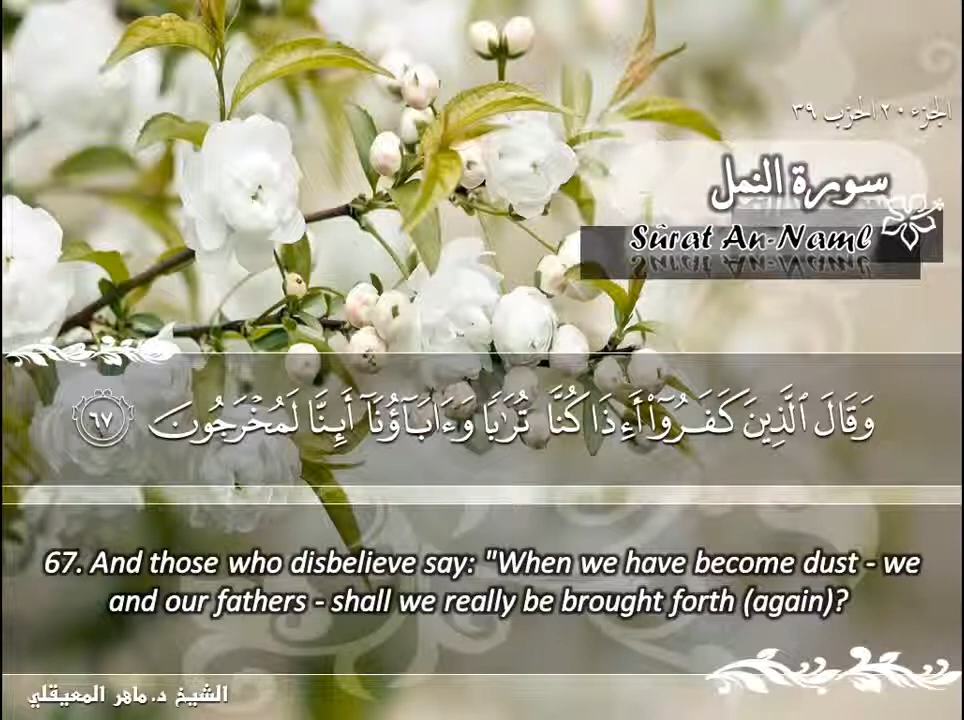 الجزء ٢٠ الحزب ٣٩
سورة النمل
Sûrat An-Naml
وَقَالَ ٱلَّذِينَ كَفَرُوٓا۟ أَءِذَا كُنَّا تُرَٰبًا وَءَابَآؤُنَآ أَئِنَّا لَمُخْرَجُونَ ٦٧
67. And those who disbelieve say: "When we have become dust - we
and our fathers - shall we really be brought forth (again)?
الشيخ د. ماهر المعيقلي